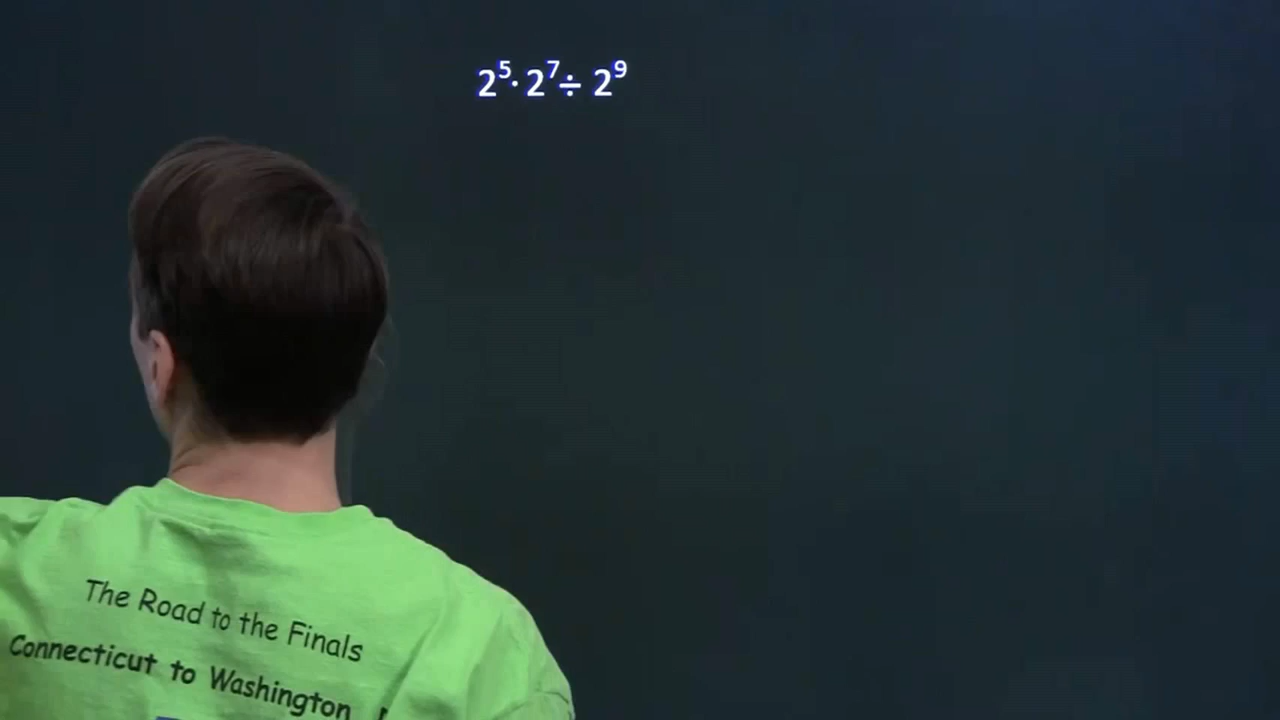 2⁵· 2⁷÷ 2⁹
The Road to the Finals
Connecticut to Washington